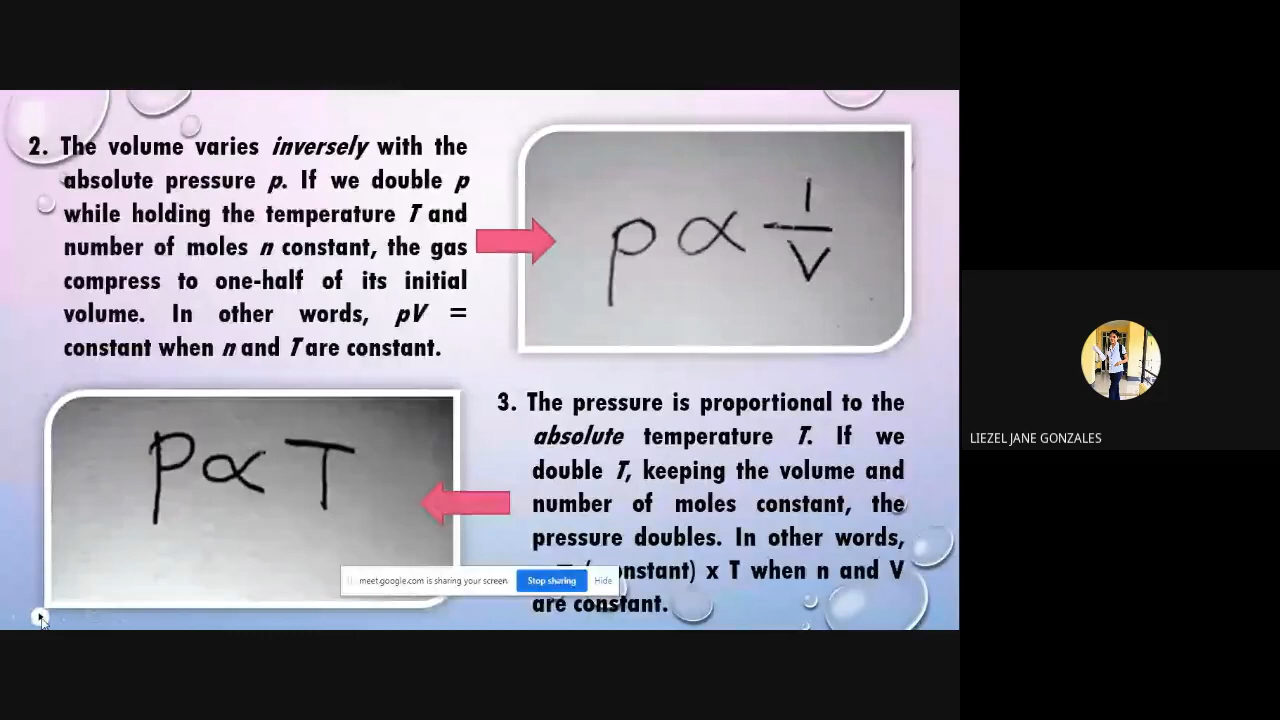 2. The volume varies inversely with the
absolute pressure p. If we double p
while holding the temperature T and
number of moles n constant, the gas
compress to one-half of its initial
volume. In other words, pV =
constant when n and T are constant.
p ∝ 1/V
P ∝ T
3. The pressure is proportional to the
absolute temperature T. If we
double T, keeping the volume and
number of moles constant, the
pressure doubles. In other words,
x T when n and V
are constant.
meet.google.com is sharing your screen Stop sharing Hide
LIEZEL JANE GONZALES